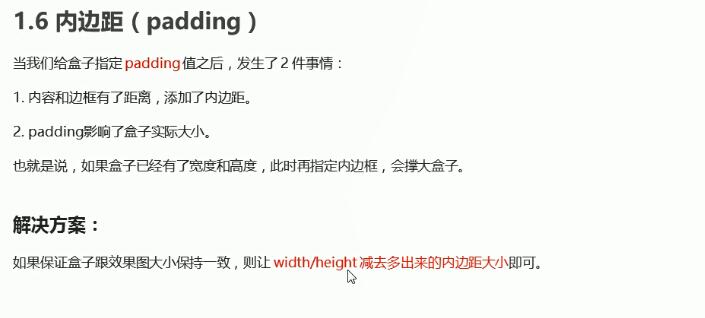 1.6 内边距（padding）
当我们给盒子指定 padding 值之后，发生了 2 件事情：
1. 内容和边框有了距离，添加了内边距。
2. padding影响了盒子实际大小。
也就是说，如果盒子已经有了宽度和高度，此时再指定内边框，会撑大盒子。
解决方案：
如果保证盒子跟效果图大小保持一致，则让 width/height 减去多出来的内边距大小即可。